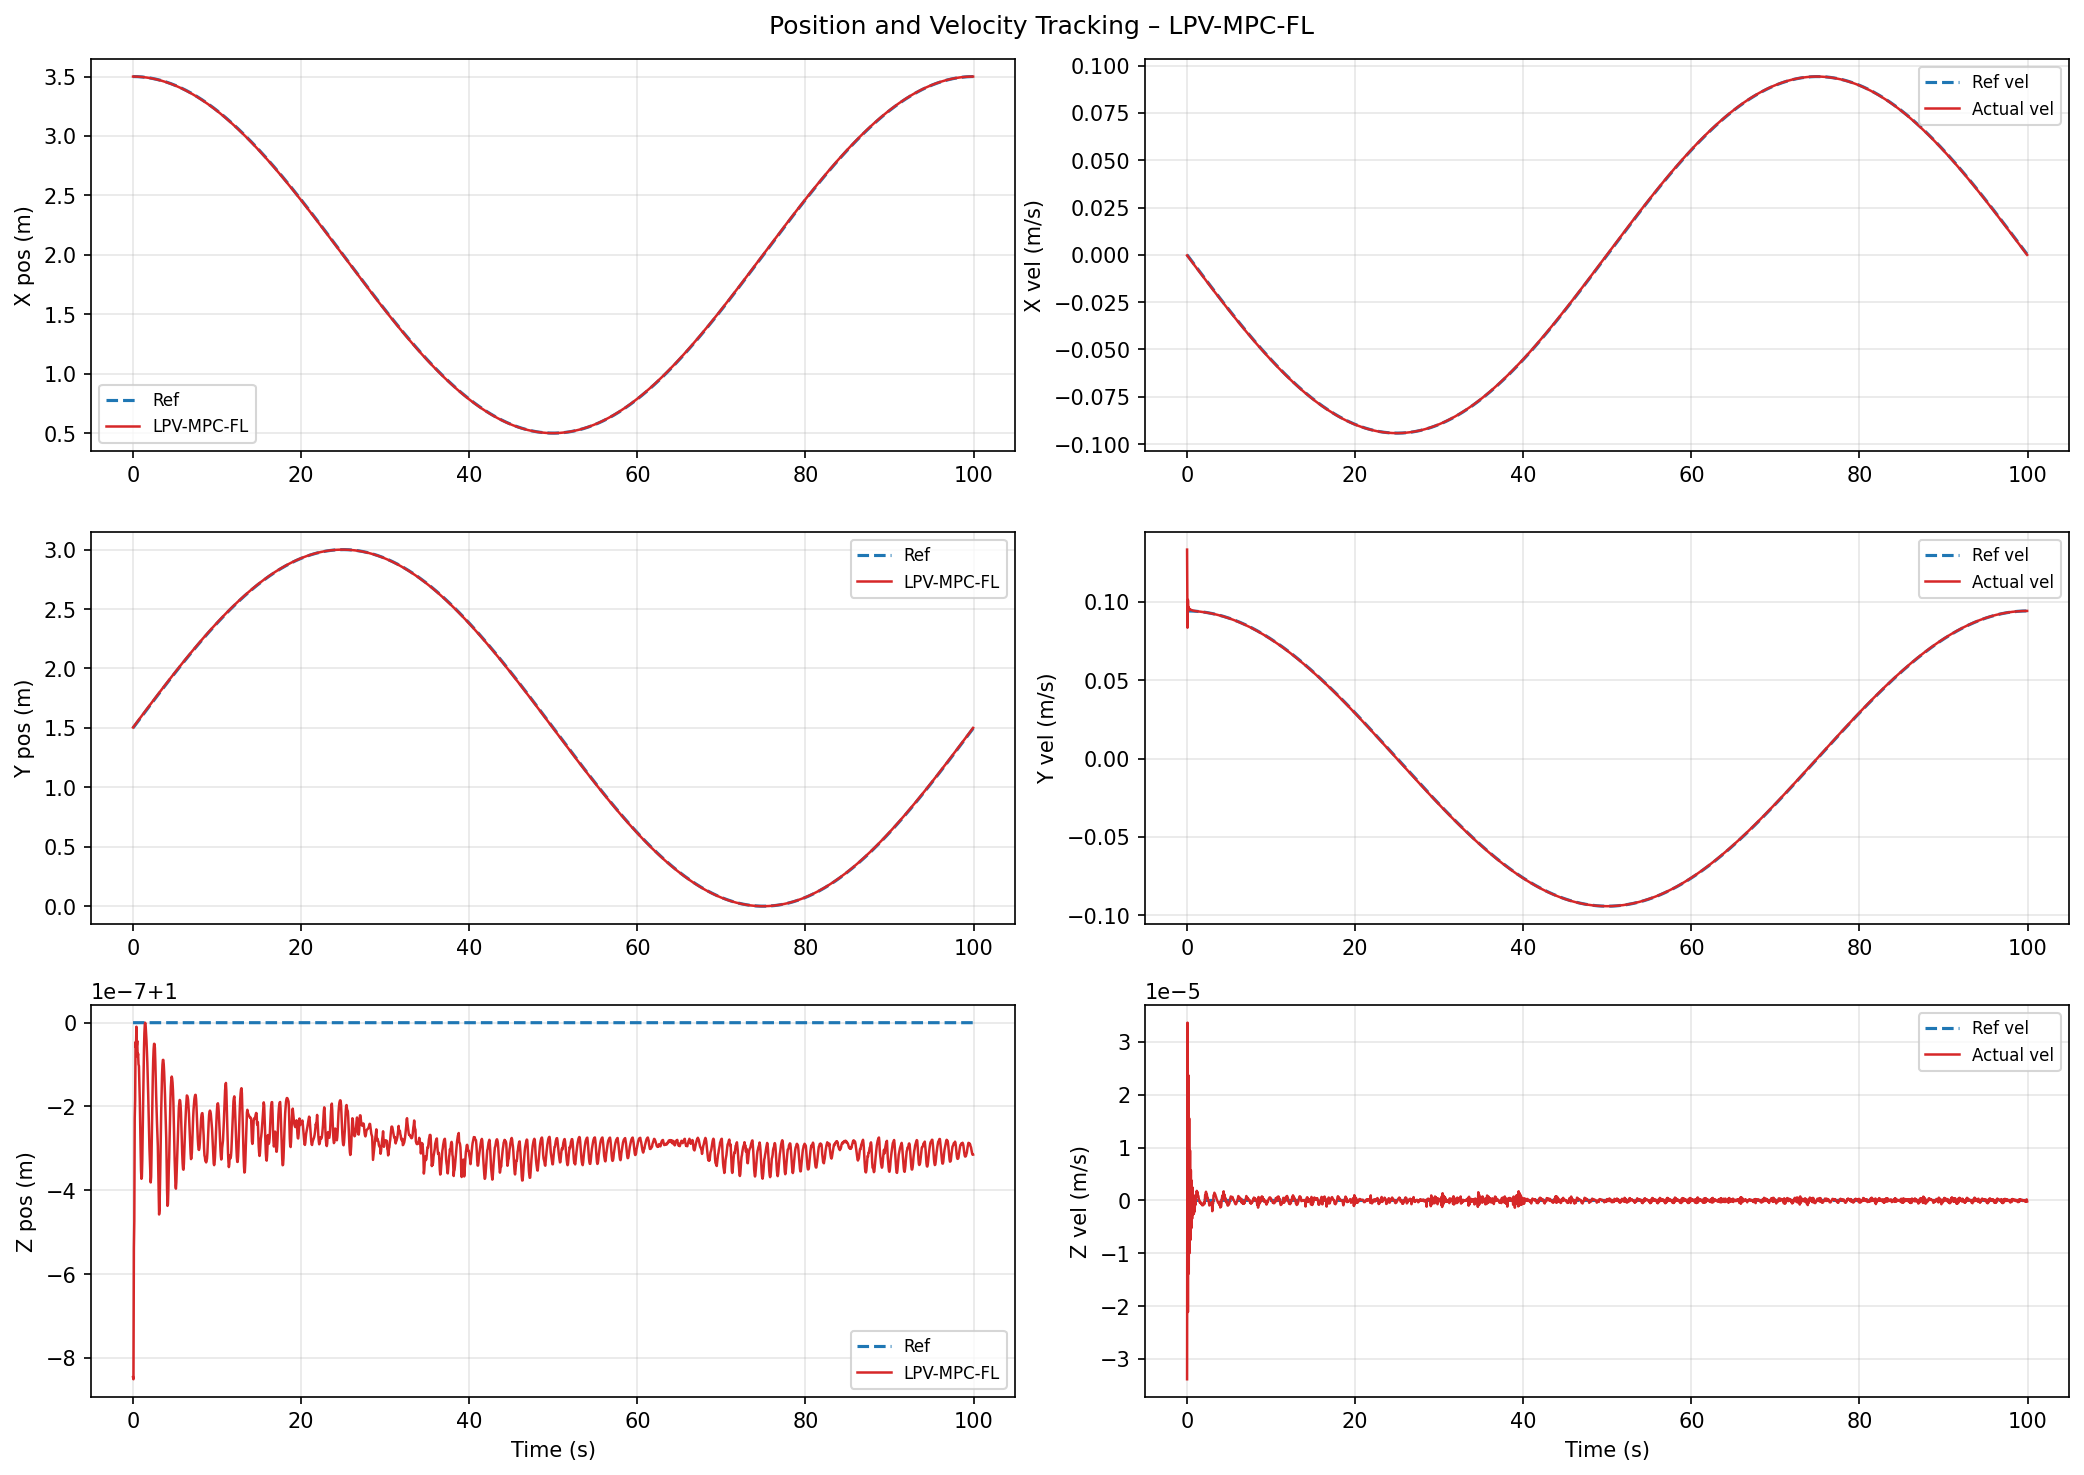 Position and Velocity Tracking – LPV-MPC-FL
X pos (m)
3.5
3.0
2.5
2.0
1.5
1.0
0.5
Ref
LPV-MPC-FL
0 20 40 60 80 100
X vel (m/s)
0.100
0.075
0.050
0.025
0.000
−0.025
−0.050
−0.075
−0.100
Ref vel
Actual vel
0 20 40 60 80 100
Y pos (m)
3.0
2.5
2.0
1.5
1.0
0.5
0.0
Ref
LPV-MPC-FL
0 20 40 60 80 100
Y vel (m/s)
0.10
0.05
0.00
−0.05
−0.10
Ref vel
Actual vel
0 20 40 60 80 100
1e−7+1
Z pos (m)
0
−2
−4
−6
−8
Ref
LPV-MPC-FL
0 20 40 60 80 100
Time (s)
1e−5
Z vel (m/s)
3
2
1
0
−1
−2
−3
Ref vel
Actual vel
0 20 40 60 80 100
Time (s)